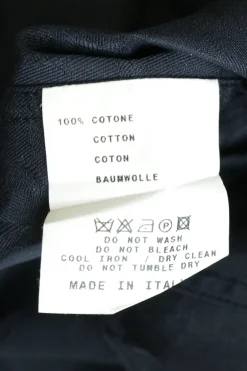 100% COTONE
COTTON
COTON
BAUMWOLLE
DO NOT WASH
DO NOT BLEACH
COOL IRON / DRY CLEAN
DO NOT TUMBLE DRY
MADE IN ITALY